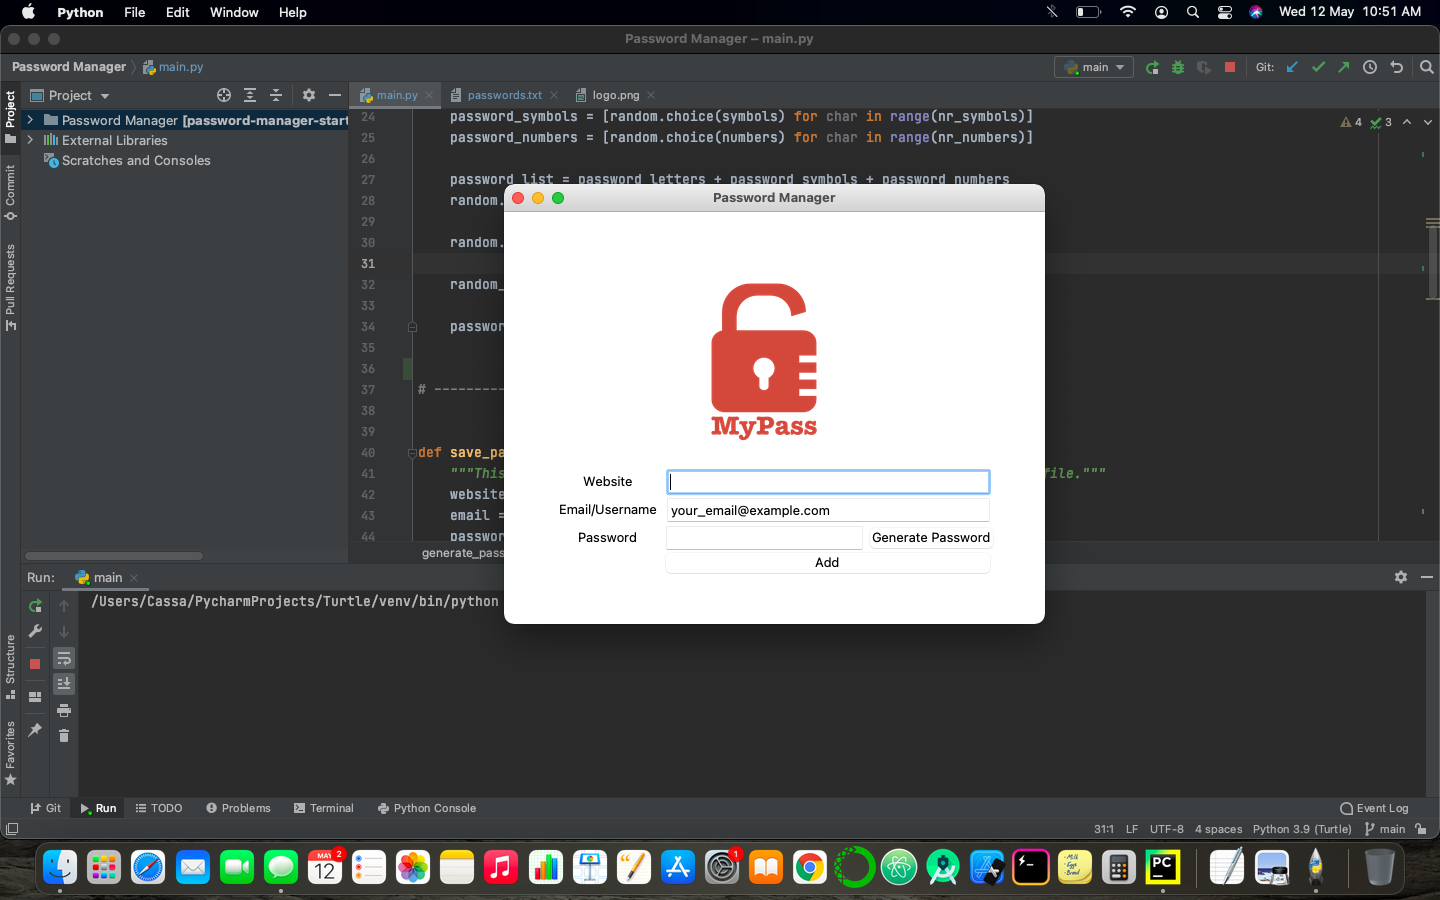 Python File Edit Window Help Wed 12 May 10:51 AM
Password Manager – main.py
Password Manager main.py main Git:
Project main.py passwords.txt logo.png
Password Manager [password-manager-start
External Libraries
Scratches and Consoles
Project
Commit
Pull Requests
Structure
Favorites
4 3
24 password_symbols = [random.choice(symbols) for char in range(nr_symbols)]
25 password_numbers = [random.choice(numbers) for char in range(nr_numbers)]
26
27 password_list = password_letters + password_symbols + password_numbers
28 random.
29
30 random.
31
32 random_
33
34 passwor
35
36
37 # ---------
38
39
40 def save_pa
41 """This file."""
42 website
43 email =
44 passwor
generate_pass
Password Manager
MyPass
Website
Email/Username your_email@example.com
Password Generate Password
Add
Run: main
/Users/Cassa/PycharmProjects/Turtle/venv/bin/python
Git Run TODO Problems Terminal Python Console Event Log
31:1 LF UTF-8 4 spaces Python 3.9 (Turtle) main
MAY
12
2
1
PC